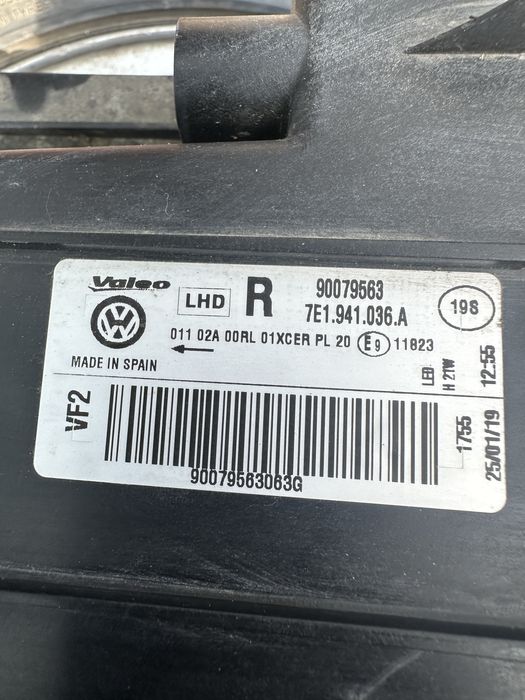 Valeo
LHD
R
90079563
7E1.941.036.A
19S
011 02A 00RL 01XCER PL 20 E9 11823
MADE IN SPAIN
LED
H 21W
12:55
VF2
1755
25/01/19
90079563063G